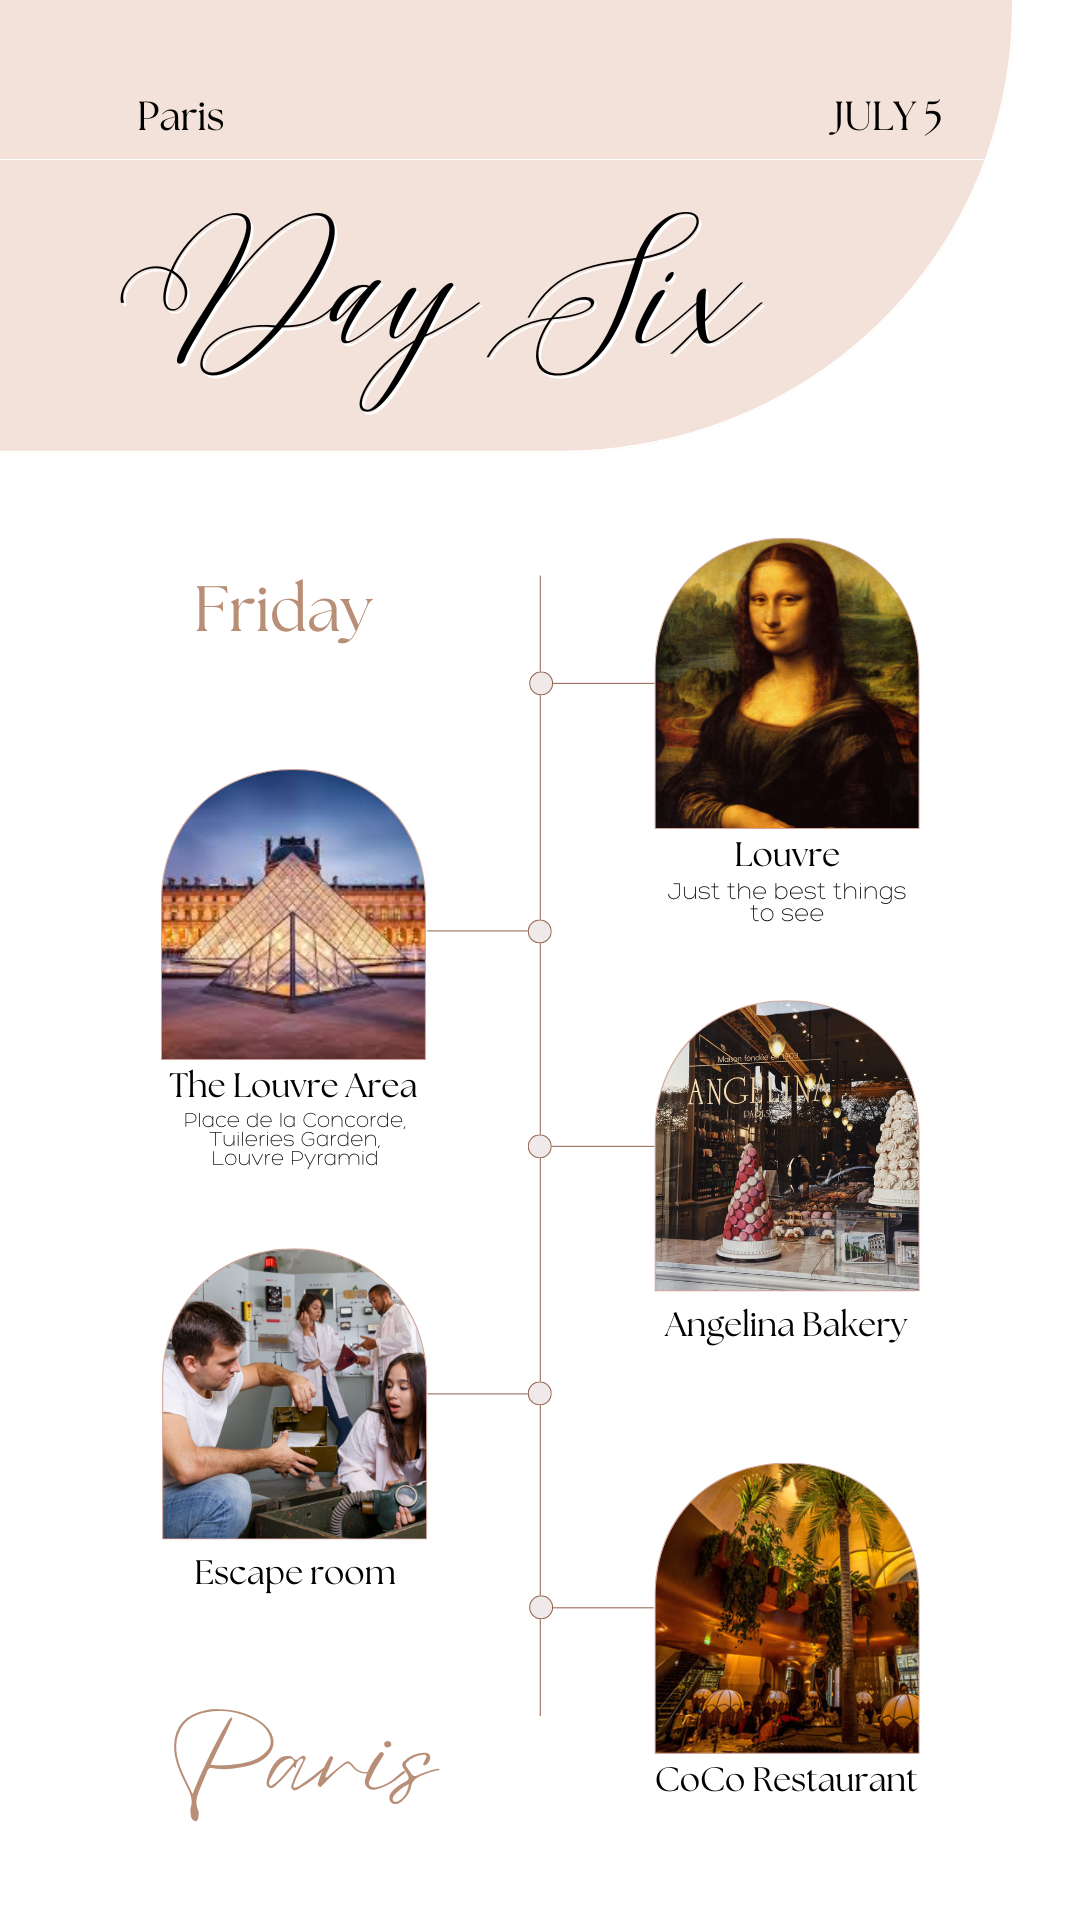 Paris
JULY 5
Day Six
Friday
Louvre
Just the best things
to see
The Louvre Area
Place de la Concorde,
Tuileries Garden,
Louvre Pyramid
Maison fondée en 1903
ANGELINA
PARIS
Angelina Bakery
Escape room
CoCo Restaurant
Paris